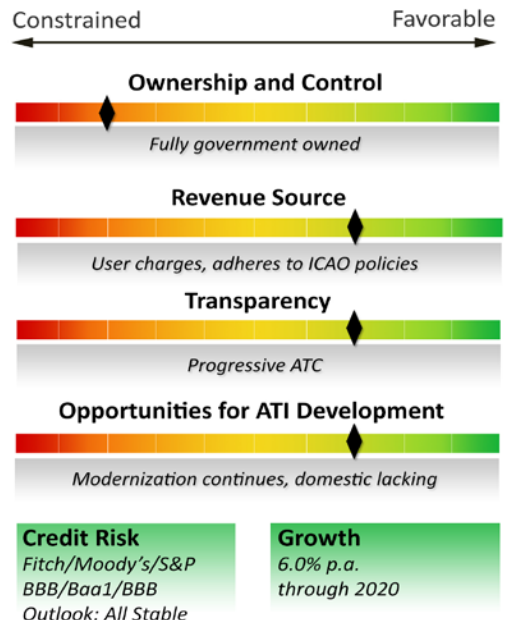 Constrained Favorable
Ownership and Control
Fully government owned
Revenue Source
User charges, adheres to ICAO policies
Transparency
Progressive ATC
Opportunities for ATI Development
Modernization continues, domestic lacking
Credit Risk
Fitch/Moody's/S&P
BBB/Baa1/BBB
Outlook: All Stable
Growth
6.0% p.a.
through 2020